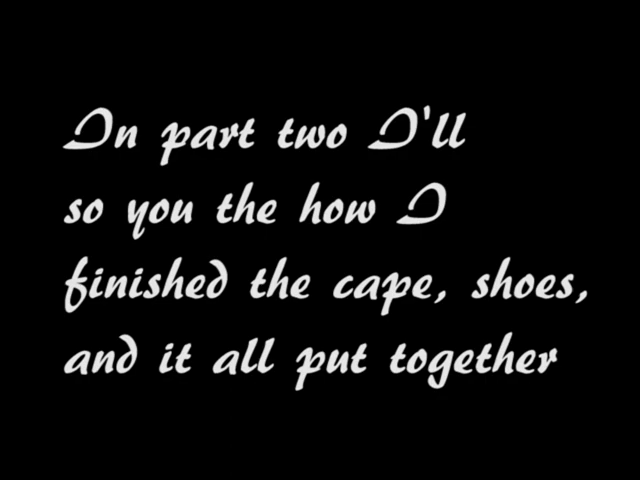 In part two I'll
so you the how I
finished the cape, shoes,
and it all put together